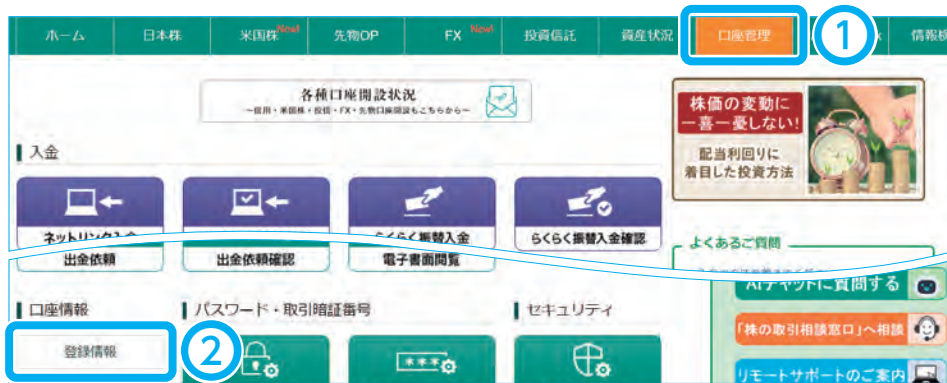 ホーム 日本株 米国株 New! 先物OP FX New! 投資信託 資産状況 口座管理 ① 情報検
各種口座開設状況
～信用・米国株・投信・FX・先物口座開設もこちらから～
株価の変動に
一喜一憂しない!
配当利回りに
着目した投資方法
入金
らくらく振替入金 らくらく振替入金確認
よくあるご質問
出金依頼 出金依頼確認 電子書面閲覧
AIチャットに質問する
口座情報 パスワード・取引暗証番号 セキュリティ
「株の取引相談窓口」へ相談
登録情報 ②
リモートサポートのご案内